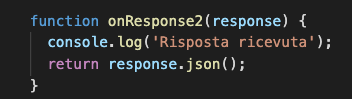 function onResponse2(response) {
  console.log('Risposta ricevuta');
  return response.json();
}